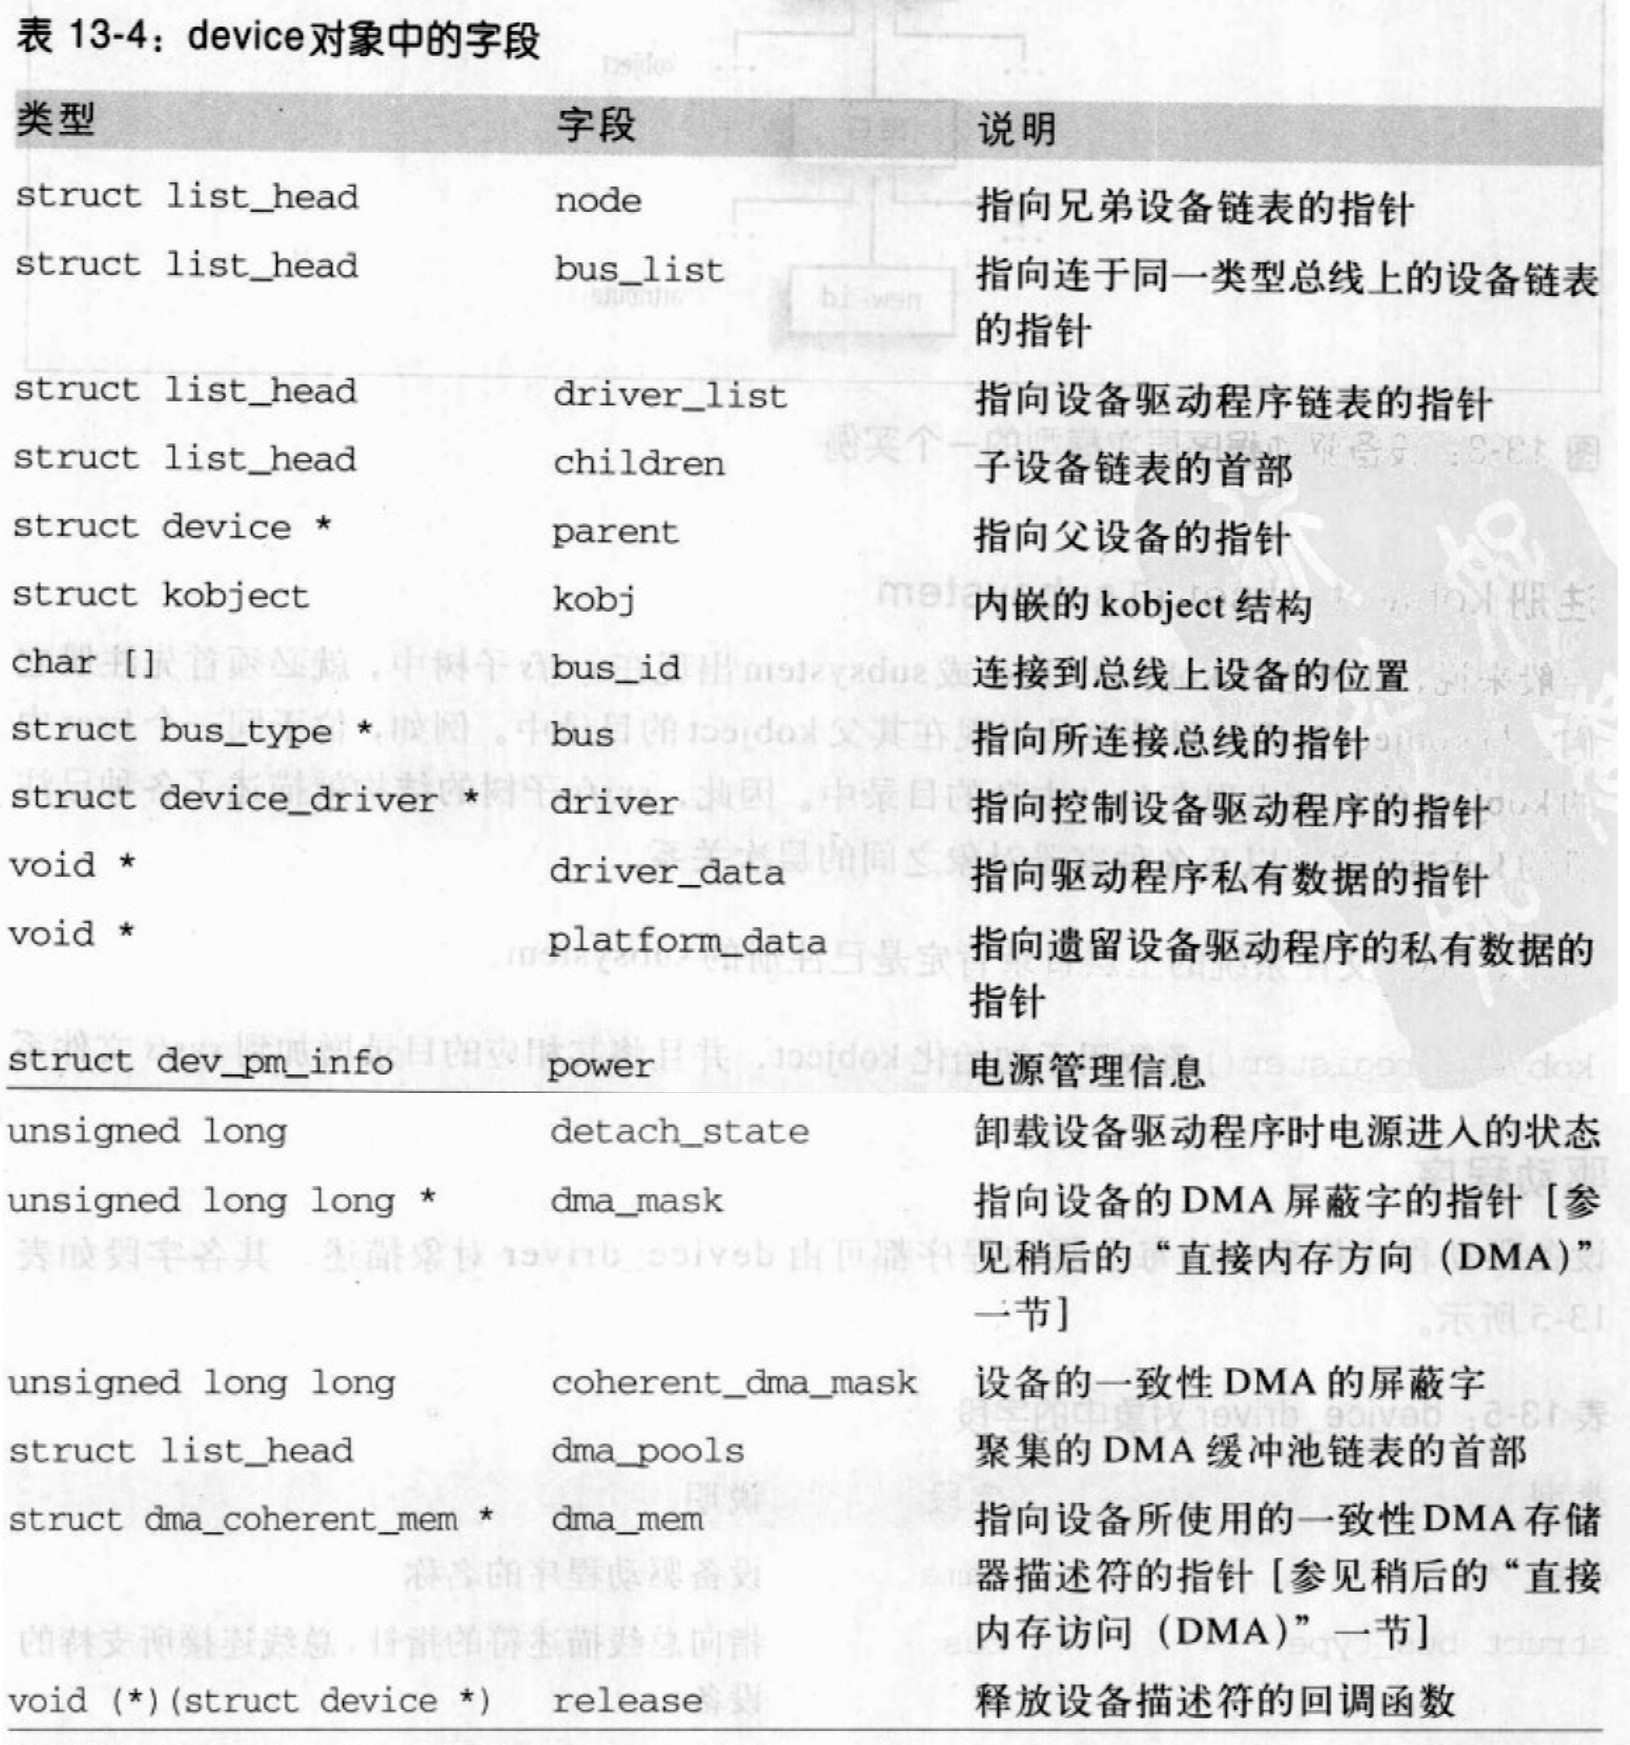 表 13-4：device对象中的字段
类型 字段 说明
struct list_head node 指向兄弟设备链表的指针
struct list_head bus_list 指向连于同一类型总线上的设备链表
的指针
struct list_head driver_list 指向设备驱动程序链表的指针
struct list_head children 子设备链表的首部
struct device * parent 指向父设备的指针
struct kobject kobj 内嵌的 kobject 结构
char [] bus_id 连接到总线上设备的位置
struct bus_type * bus 指向所连接总线的指针
struct device_driver * driver 指向控制设备驱动程序的指针
void * driver_data 指向驱动程序私有数据的指针
void * platform_data 指向遗留设备驱动程序的私有数据的
指针
struct dev_pm_info power 电源管理信息
unsigned long detach_state 卸载设备驱动程序时电源进入的状态
unsigned long long * dma_mask 指向设备的 DMA 屏蔽字的指针 [参
见稍后的“直接内存方向（DMA）”
一节]
unsigned long long coherent_dma_mask 设备的一致性 DMA 的屏蔽字
struct list_head dma_pools 聚集的 DMA 缓冲池链表的首部
struct dma_coherent_mem * dma_mem 指向设备所使用的一致性DMA存储
器描述符的指针 [参见稍后的“直接
内存访问（DMA）”一节]
void (*)(struct device *) release 释放设备描述符的回调函数